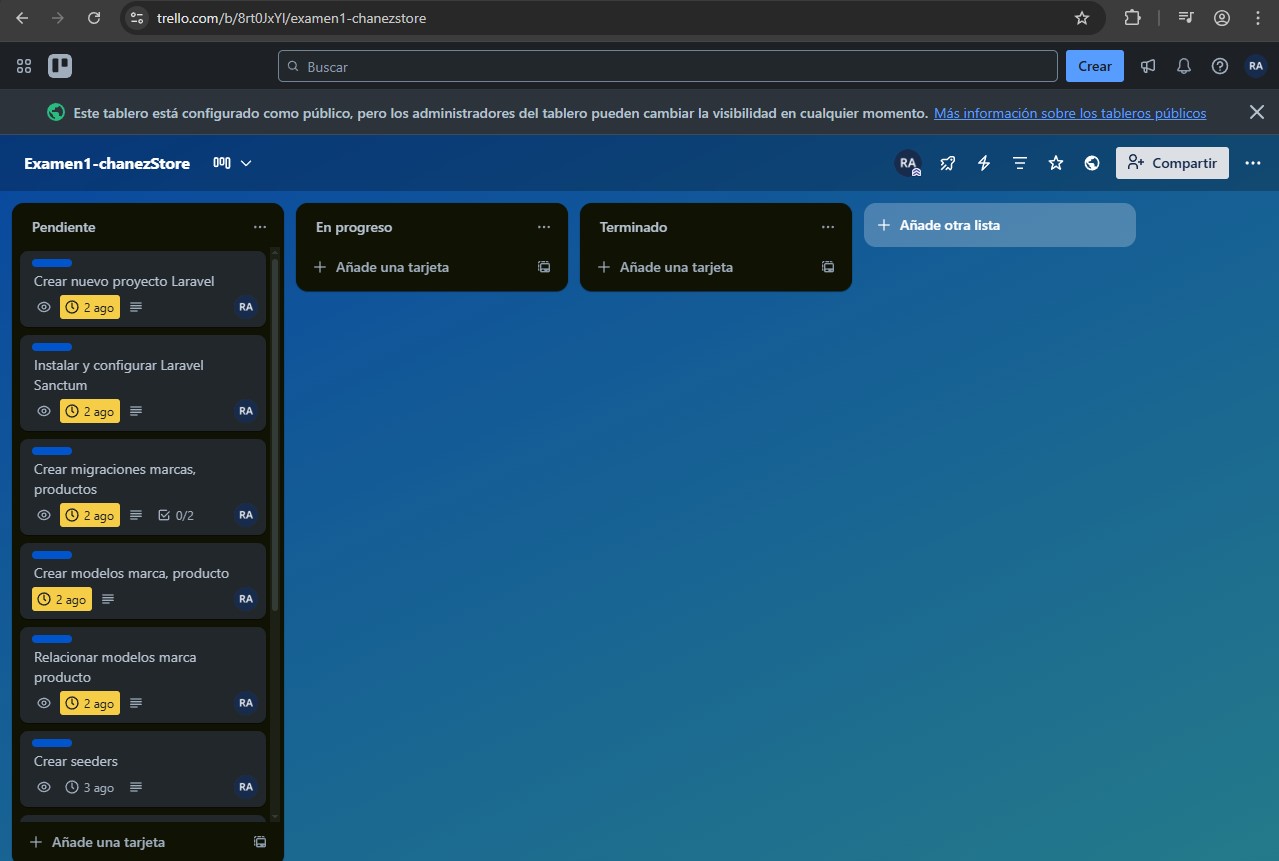 trello.com/b/8rt0JxYl/examen1-chanezstore
Buscar
Crear
RA
Este tablero está configurado como público, pero los administradores del tablero pueden cambiar la visibilidad en cualquier momento. Más información sobre los tableros públicos
Examen1-chanezStore
RA
Compartir
Pendiente
Crear nuevo proyecto Laravel
2 ago
RA
Instalar y configurar Laravel
Sanctum
2 ago
RA
Crear migraciones marcas,
productos
2 ago
0/2
RA
Crear modelos marca, producto
2 ago
RA
Relacionar modelos marca
producto
2 ago
RA
Crear seeders
3 ago
RA
Añade una tarjeta
En progreso
Añade una tarjeta
Terminado
Añade una tarjeta
Añade otra lista